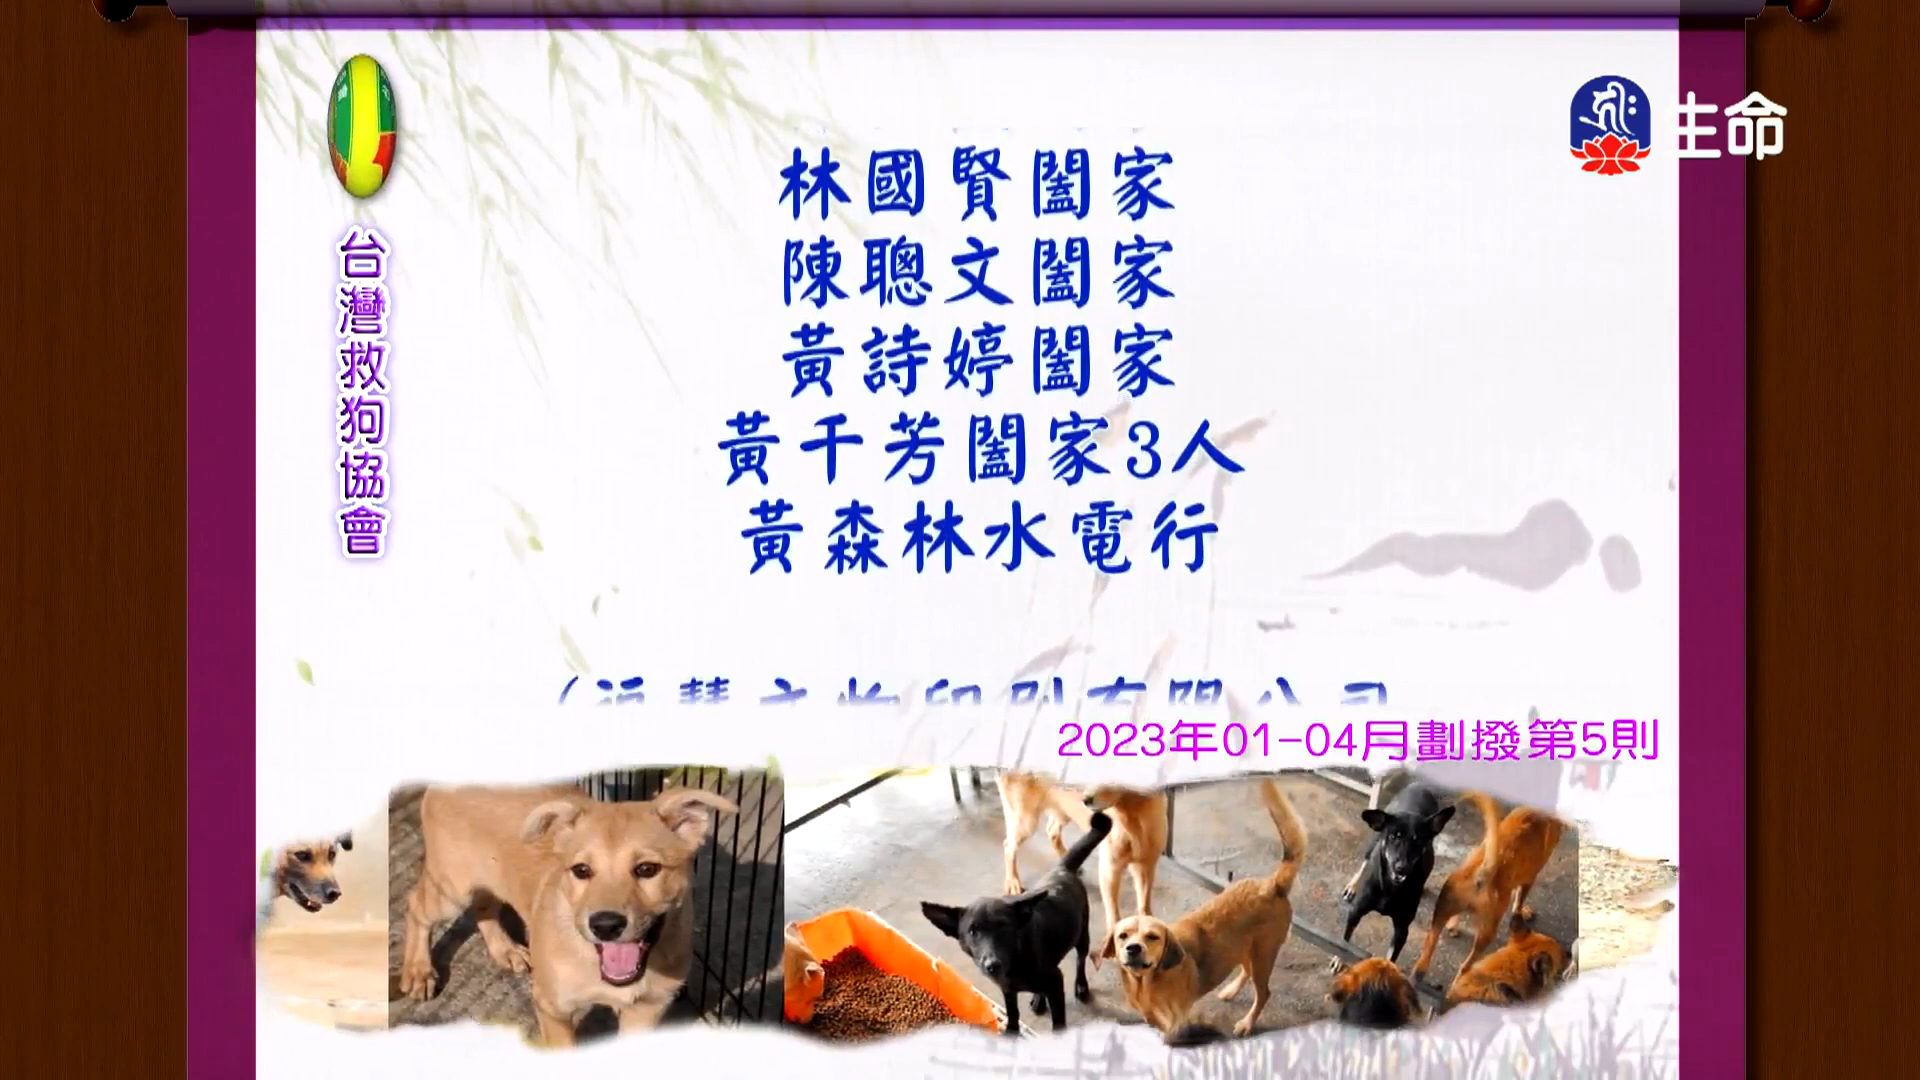 生命
台灣救狗協會
林國賢闔家
陳聰文闔家
黃詩婷闔家
黃千芳闔家3人
黃森林水電行
2023年01-04月劃撥第5則